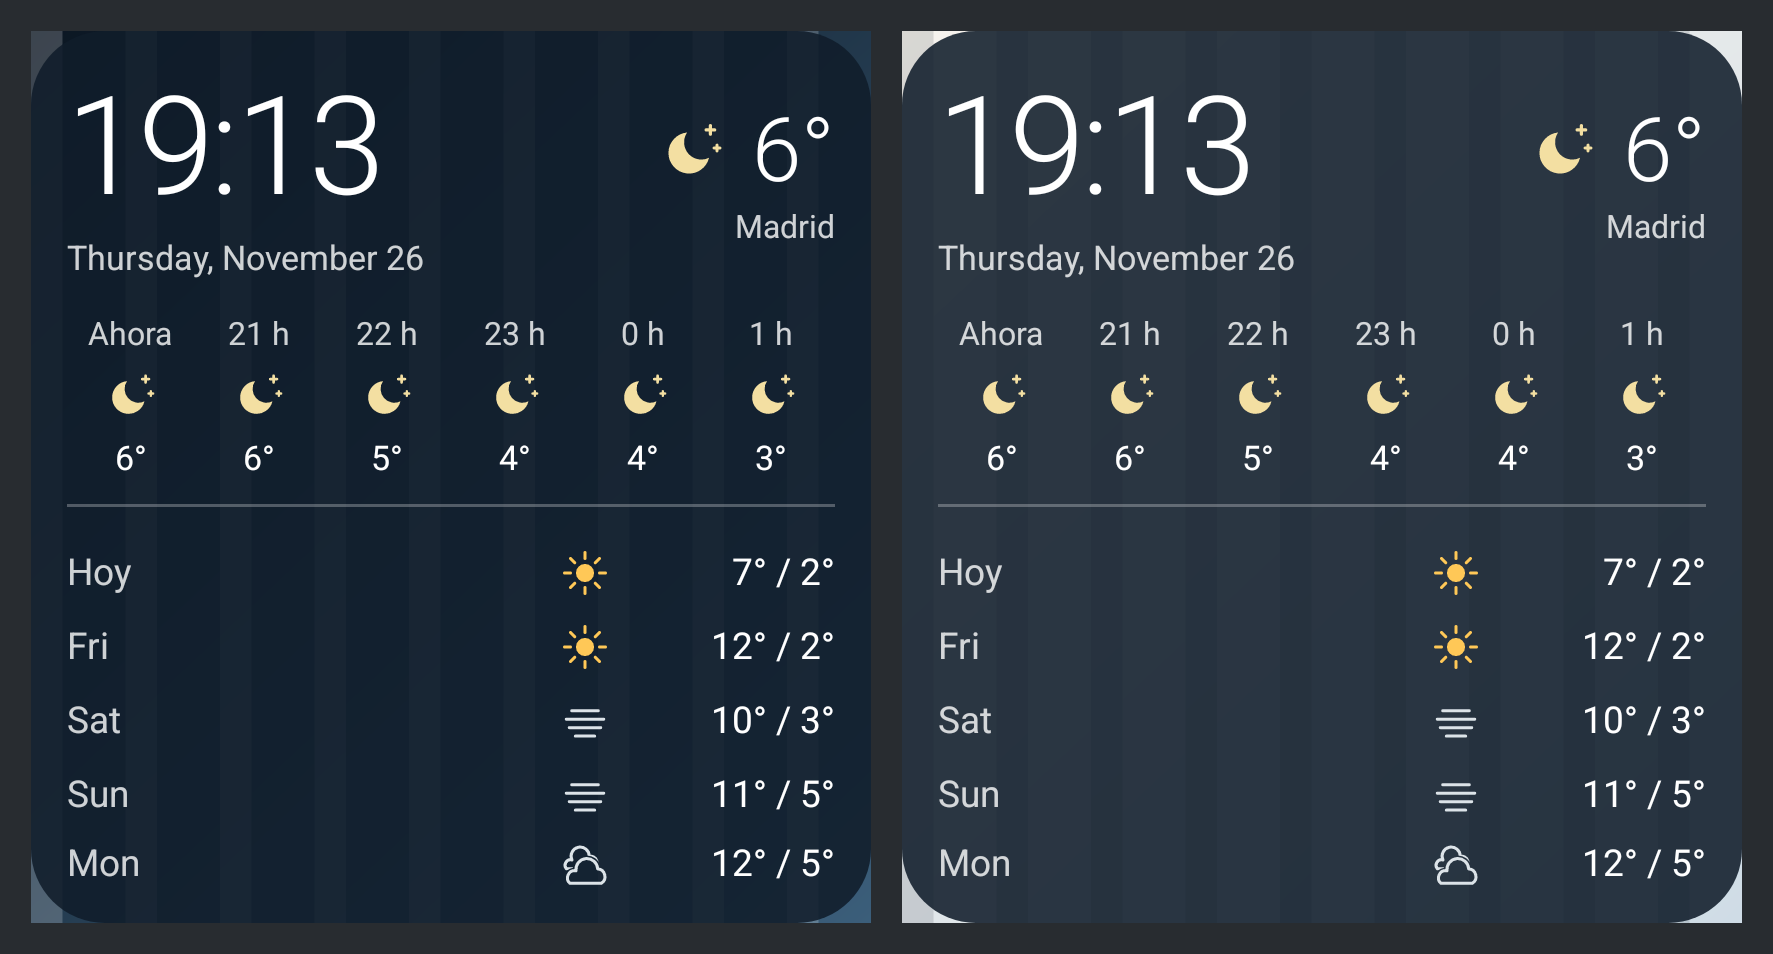 19:13
6°
Madrid
Thursday, November 26
Ahora 21 h 22 h 23 h 0 h 1 h
6° 6° 5° 4° 4° 3°
Hoy 7° / 2°
Fri 12° / 2°
Sat 10° / 3°
Sun 11° / 5°
Mon 12° / 5°
19:13
6°
Madrid
Thursday, November 26
Ahora 21 h 22 h 23 h 0 h 1 h
6° 6° 5° 4° 4° 3°
Hoy 7° / 2°
Fri 12° / 2°
Sat 10° / 3°
Sun 11° / 5°
Mon 12° / 5°